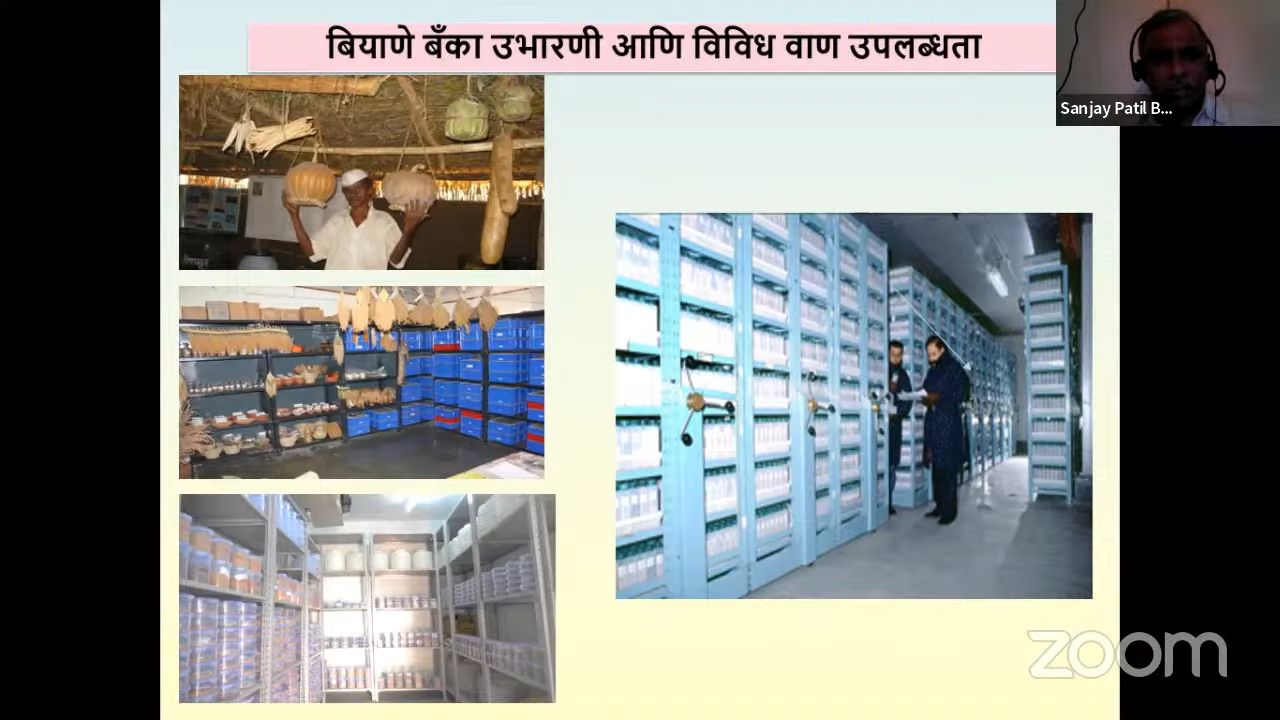 बियाणे बँका उभारणी आणि विविध वाण उपलब्धता
Sanjay Patil B...
zoom